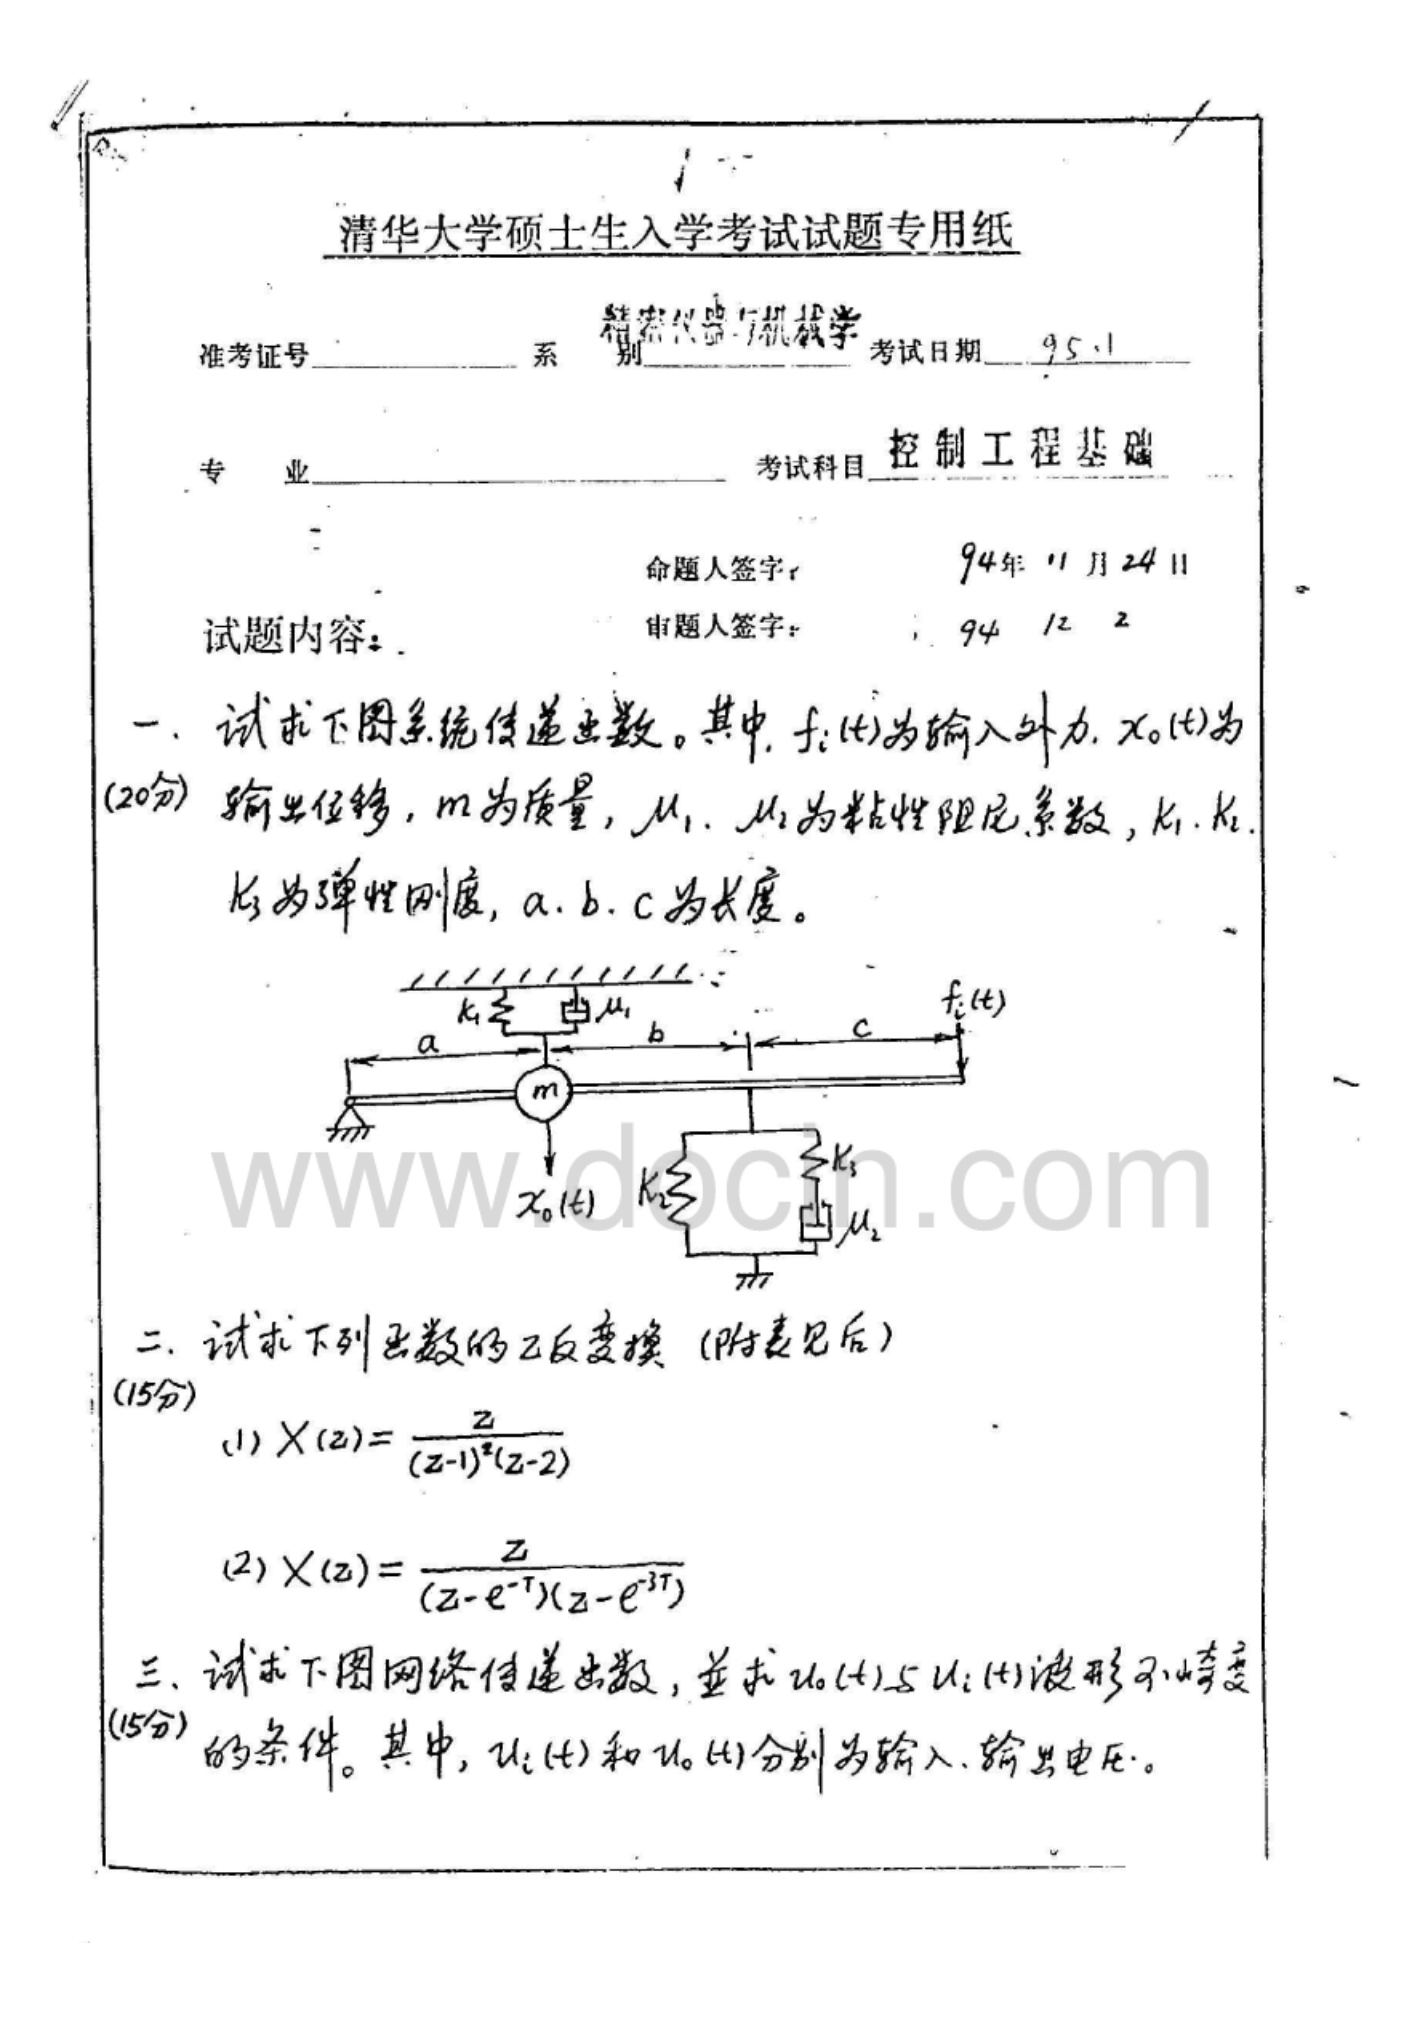 清华大学硕士生入学考试试题专用纸
准考证号 系 别 精密仪器与机械学 考试日期 95.1
专 业 考试科目 控制工程基础
命题人签字: 94年 11月 24日
试题内容: 审题人签字: 94 12 2
一. 试求下图系统传递函数。其中, fi(t)为输入外力, x₀(t)为
(20分) 输出位移, m为质量, μ₁. μ₂为粘性阻尼系数, K₁. K₂.
K₃为弹性刚度, a. b. c为长度。
K₁ μ₁ fi(t)
a b c
m
x₀(t) K₂ K₃ μ₂
www.docin.com
二. 试求下列函数的Z反变换 (附表见后)
(15分)
(1) X(z)= z/((z-1)²(z-2))
(2) X(z)= z/((z-e⁻ᵀ)(z-e⁻³ᵀ))
三. 试求下图网络传递函数, 並求u₀(t)与ui(t)波形不畸变
(15分) 的条件。其中, ui(t)和u₀(t)分别为输入、输出电压。